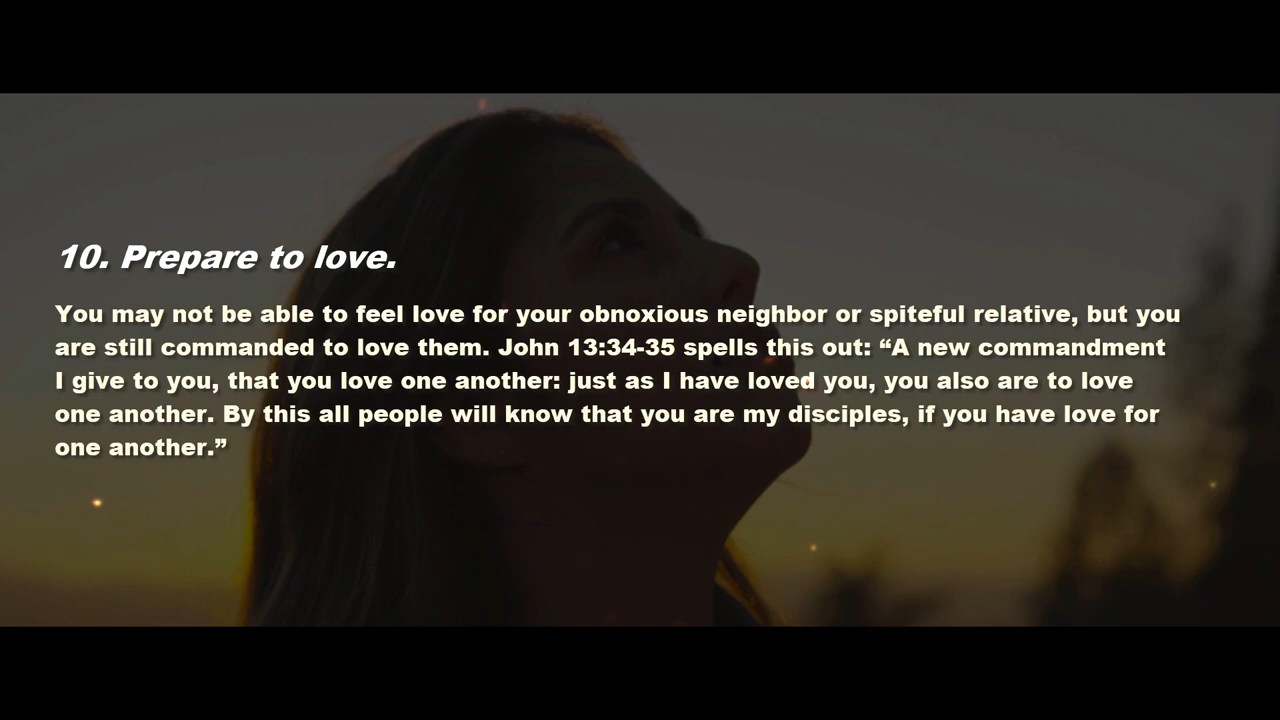 10. Prepare to love.
You may not be able to feel love for your obnoxious neighbor or spiteful relative, but you
are still commanded to love them. John 13:34-35 spells this out: “A new commandment
I give to you, that you love one another: just as I have loved you, you also are to love
one another. By this all people will know that you are my disciples, if you have love for
one another.”